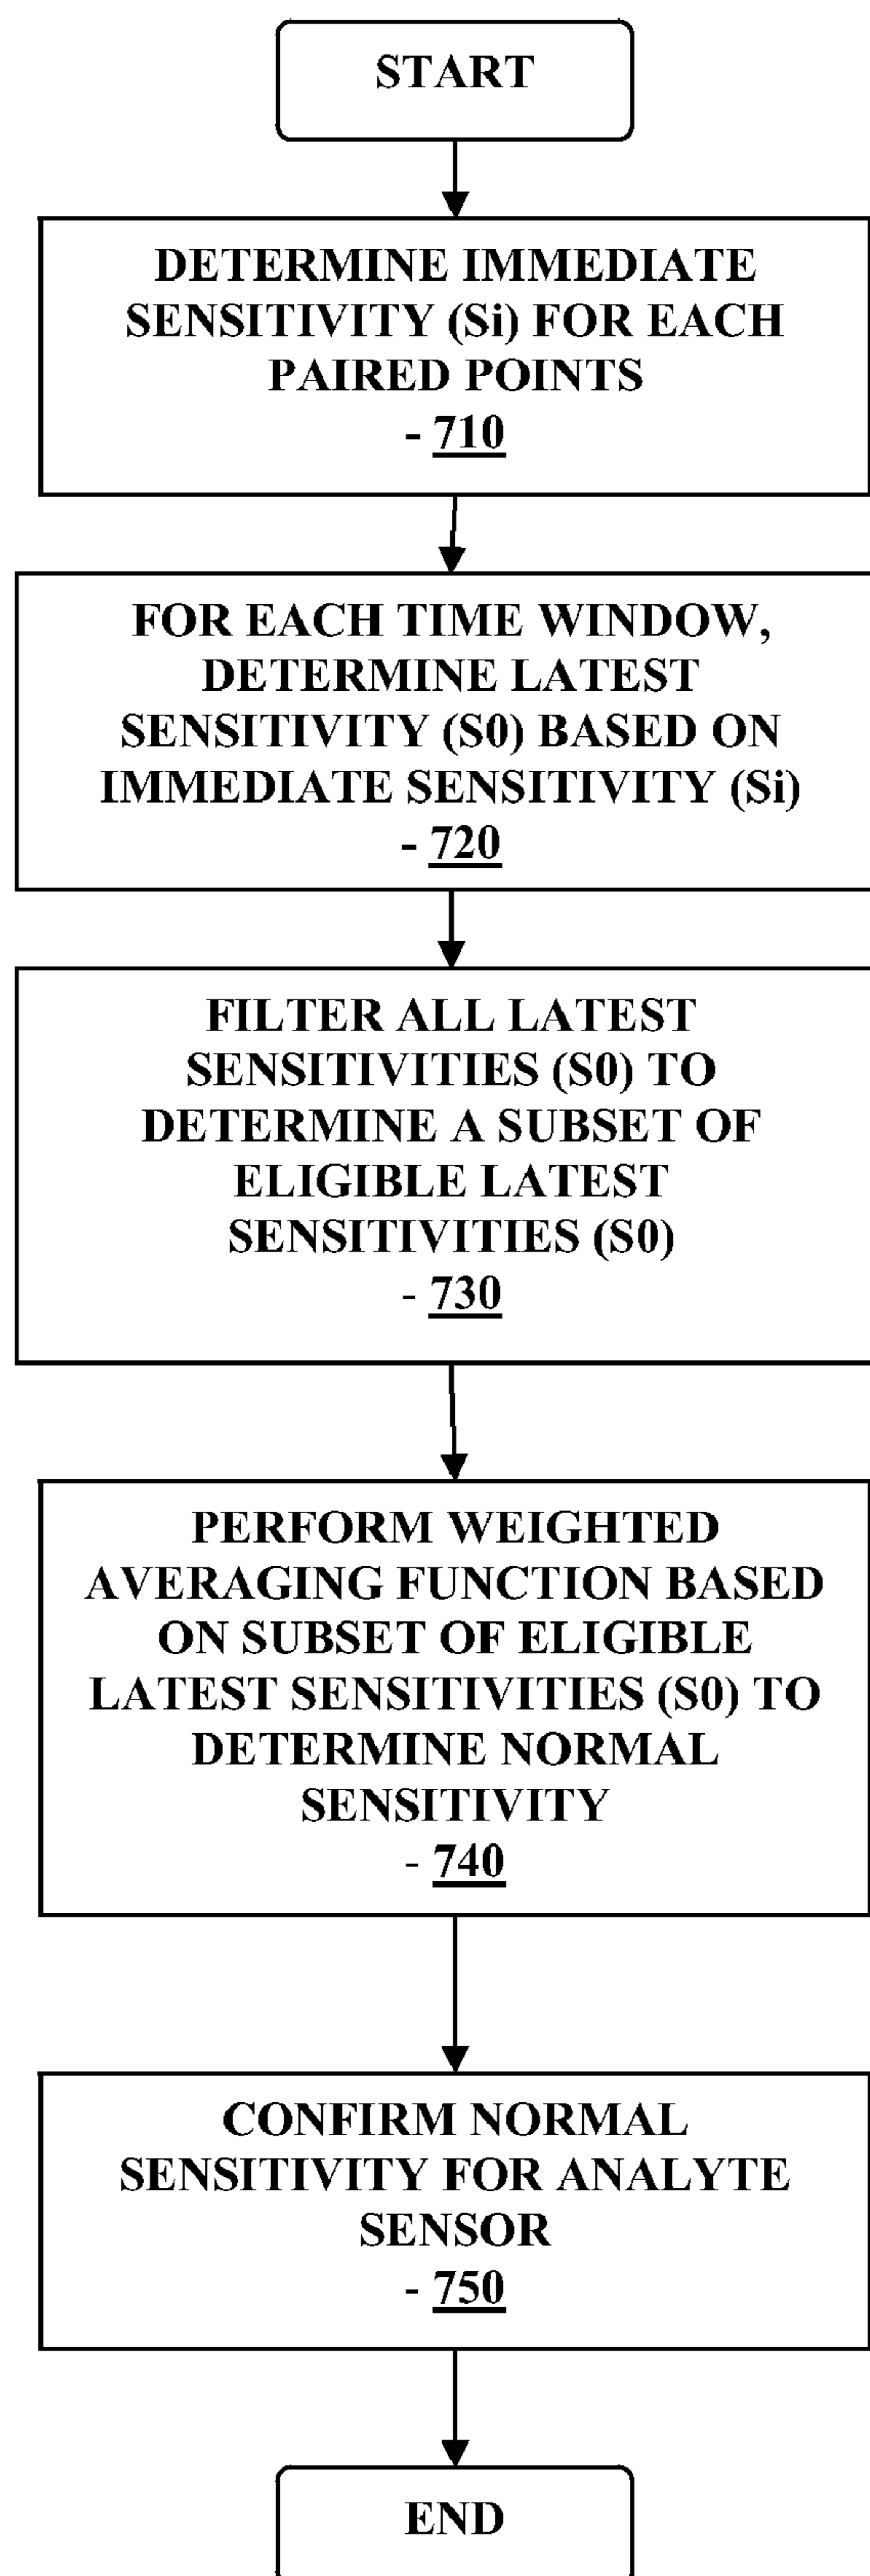 START
DETERMINE IMMEDIATE
SENSITIVITY (Si) FOR EACH
PAIRED POINTS
- 710
FOR EACH TIME WINDOW,
DETERMINE LATEST
SENSITIVITY (S0) BASED ON
IMMEDIATE SENSITIVITY (Si)
- 720
FILTER ALL LATEST
SENSITIVITIES (S0) TO
DETERMINE A SUBSET OF
ELIGIBLE LATEST
SENSITIVITIES (S0)
- 730
PERFORM WEIGHTED
AVERAGING FUNCTION BASED
ON SUBSET OF ELIGIBLE
LATEST SENSITIVITIES (S0) TO
DETERMINE NORMAL
SENSITIVITY
- 740
CONFIRM NORMAL
SENSITIVITY FOR ANALYTE
SENSOR
- 750
END